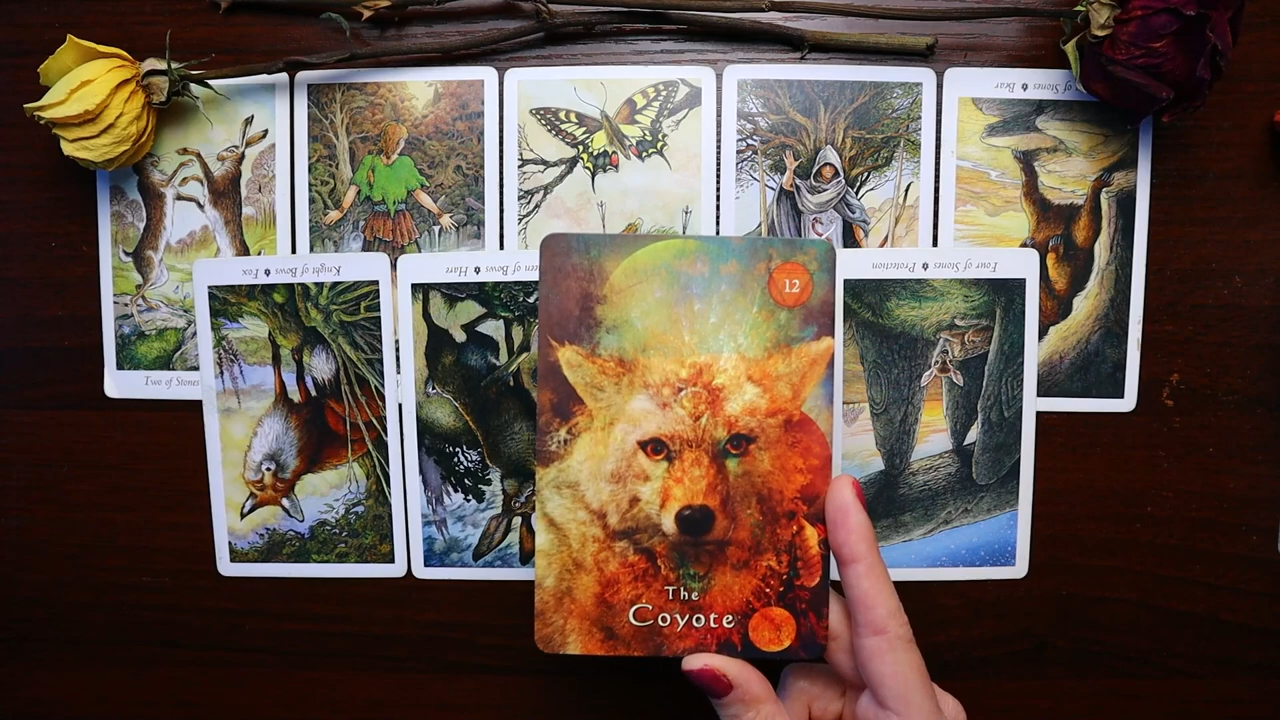 of Stones Bear
Two of Stones
Knight of Bows Fox
een of Bows Hare
Four of Stones Protection
12
The
Coyote